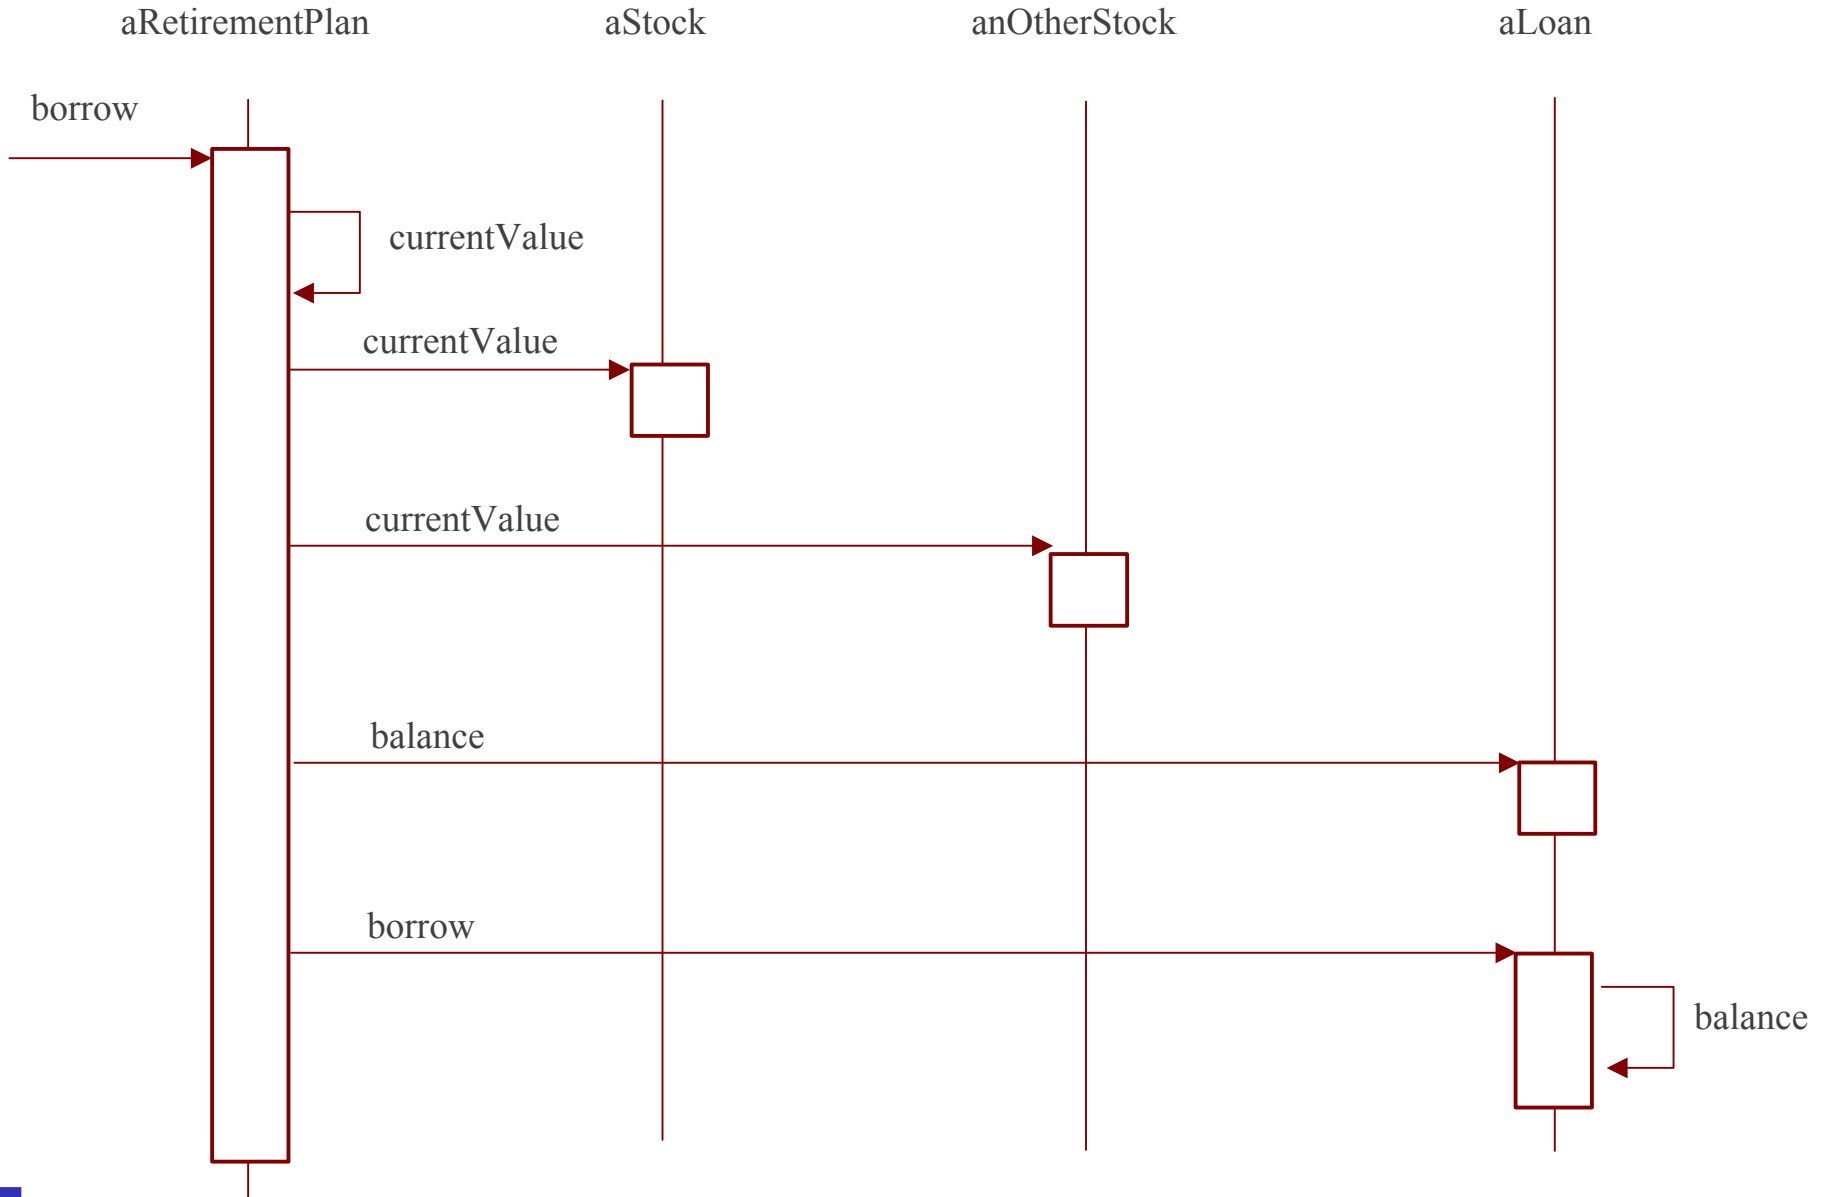 aRetirementPlan
aStock
anOtherStock
aLoan
borrow
currentValue
currentValue
currentValue
balance
borrow
balance